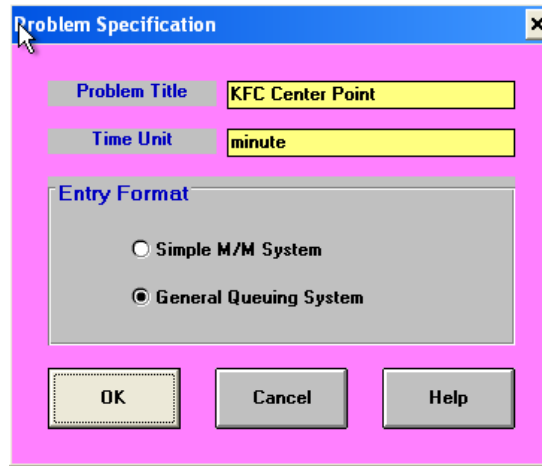 Problem Specification
Problem Title KFC Center Point
Time Unit minute
Entry Format
Simple M/M System
General Queuing System
OK Cancel Help